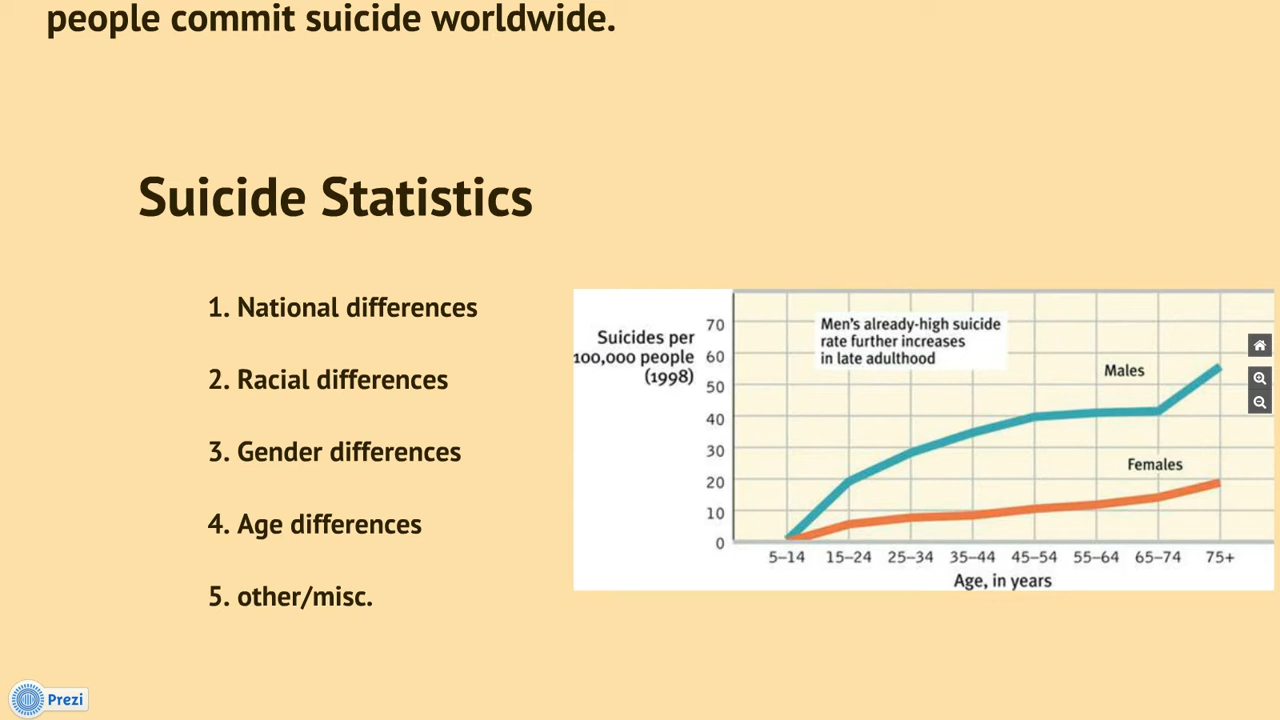 people commit suicide worldwide.
Suicide Statistics
1. National differences
2. Racial differences
3. Gender differences
4. Age differences
5. other/misc.
Suicides per
100,000 people
(1998)
70
60
50
40
30
20
10
0
Men's already-high suicide
rate further increases
in late adulthood
Males
Females
5–14 15–24 25–34 35–44 45–54 55–64 65–74 75+
Age, in years
Prezi